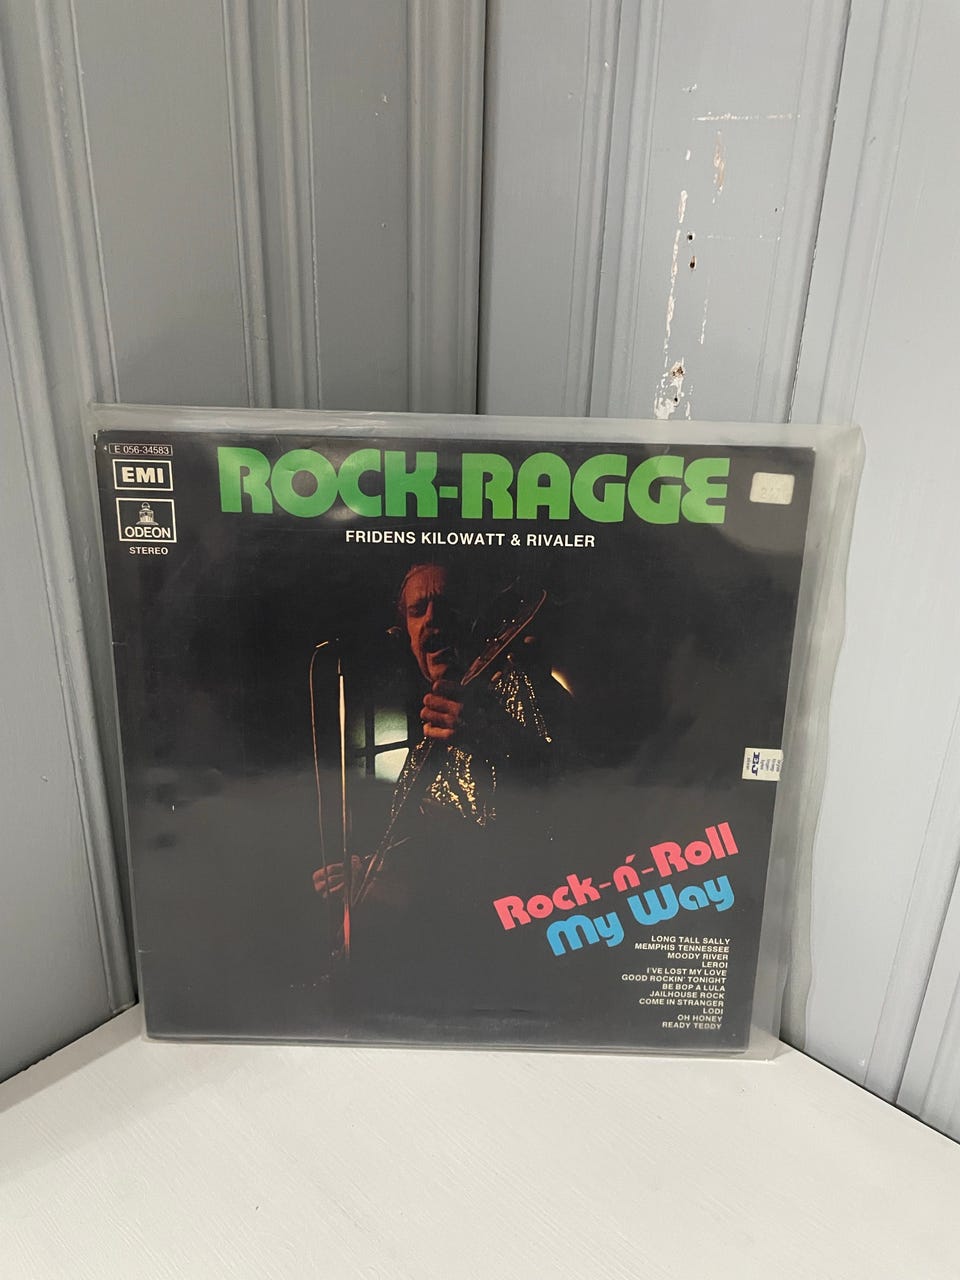 E 056-34583
EMI
ODEON
STEREO
ROCK-RAGGE
FRIDENS KILOWATT & RIVALER
Rock-n'-Roll
My Way
LONG TALL SALLY
MEMPHIS TENNESSEE
MOODY RIVER
LEROI
I'VE LOST MY LOVE
GOOD ROCKIN' TONIGHT
BE BOP A LULA
JAILHOUSE ROCK
COME IN STRANGER
LODI
OH HONEY
READY TEDDY